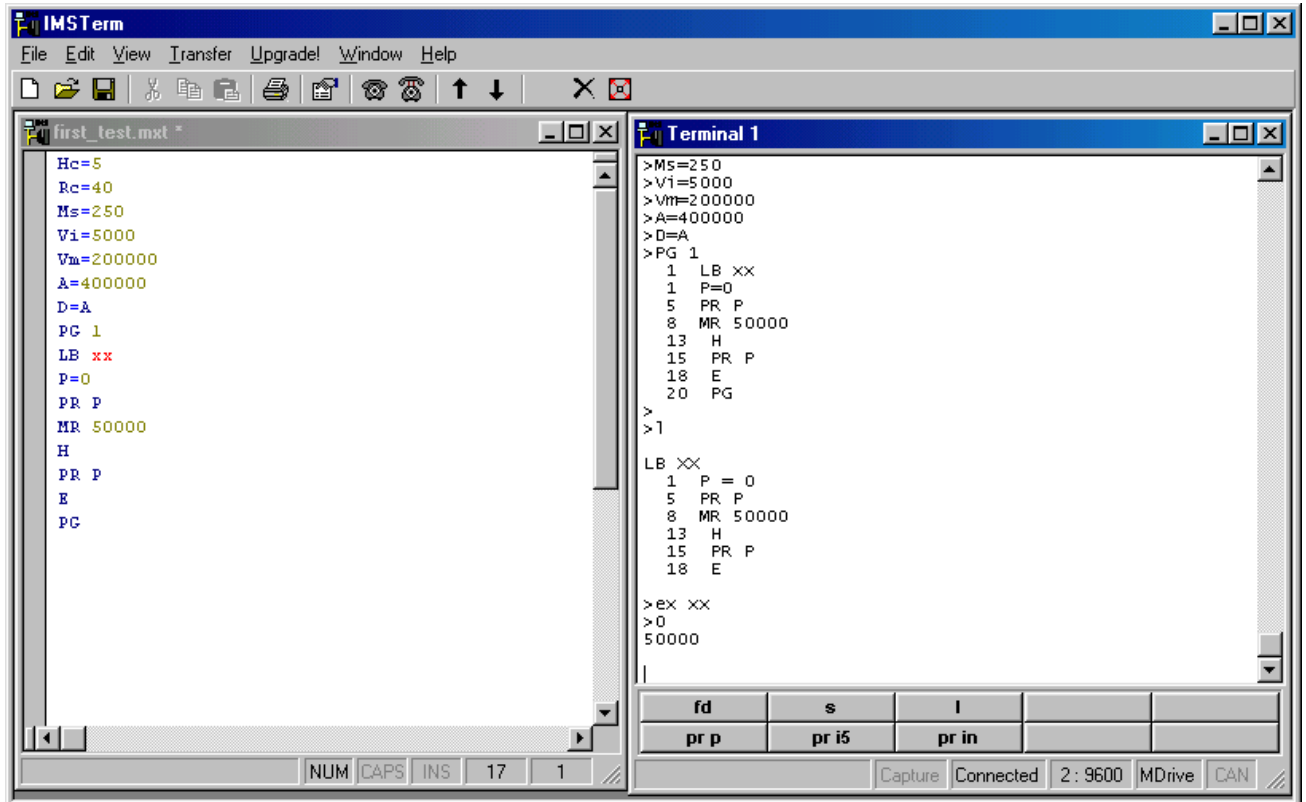 IMSTerm
File Edit View Transfer Upgrade! Window Help
first_test.mxt *
Hc=5
Rc=40
Ms=250
Vi=5000
Vm=200000
A=400000
D=A
PG 1
LB xx
P=0
PR P
MR 50000
H
PR P
E
PG
NUM CAPS INS 17 1
Terminal 1
>Ms=250
>Vi=5000
>Vm=200000
>A=400000
>D=A
>PG 1
1 LB xx
1 P=0
5 PR P
8 MR 50000
13 H
15 PR P
18 E
20 PG
>
>l
LB XX
1 P = 0
5 PR P
8 MR 50000
13 H
15 PR P
18 E
>ex xx
>0
50000
fd s l
pr p pr i5 pr in
Capture Connected 2 : 9600 MDrive CAN